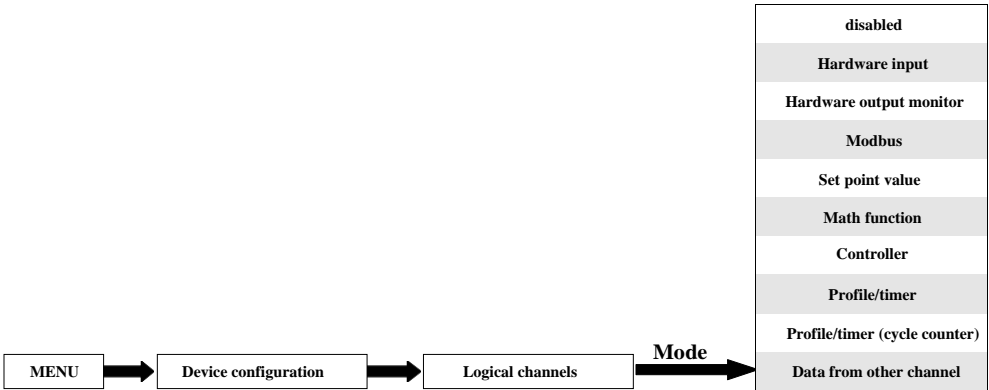 disabled
Hardware input
Hardware output monitor
Modbus
Set point value
Math function
Controller
Profile/timer
Profile/timer (cycle counter)
Data from other channel
MENU
Device configuration
Logical channels
Mode